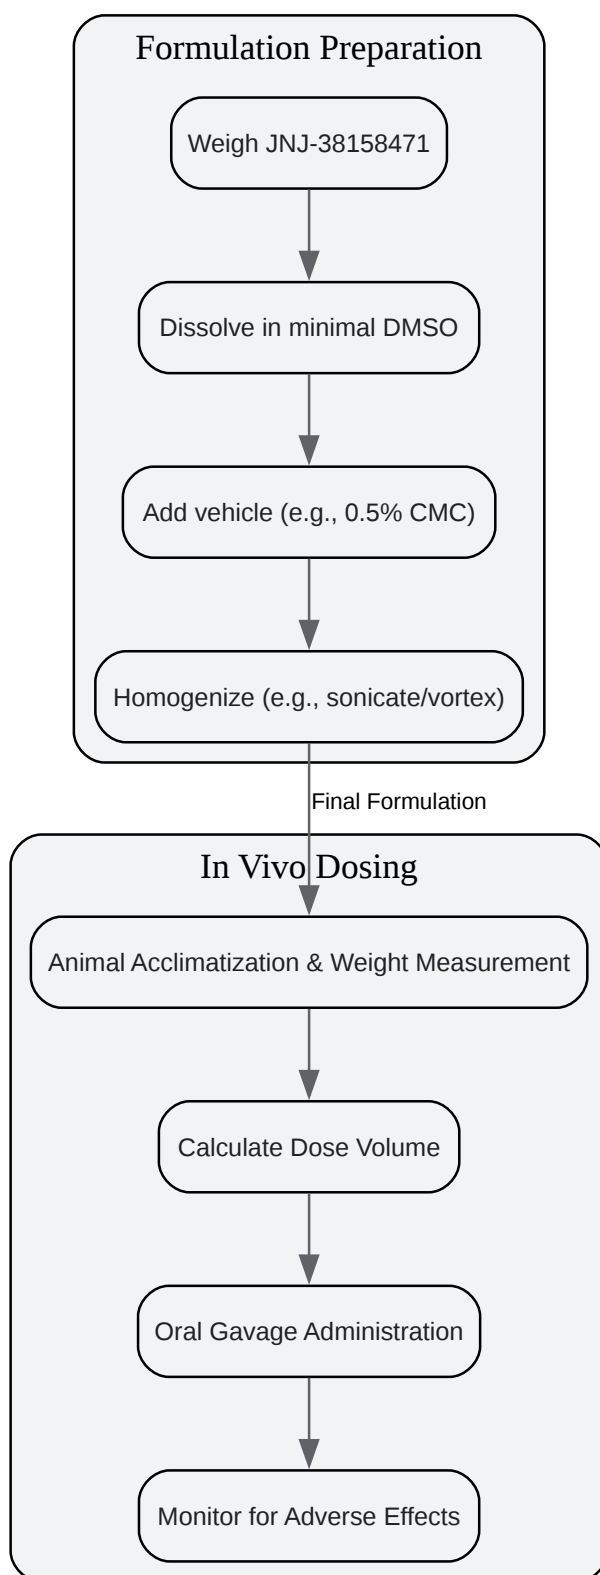 Formulation Preparation
Weigh JNJ-38158471
Dissolve in minimal DMSO
Add vehicle (e.g., 0.5% CMC)
Homogenize (e.g., sonicate/vortex)
Final Formulation
In Vivo Dosing
Animal Acclimatization & Weight Measurement
Calculate Dose Volume
Oral Gavage Administration
Monitor for Adverse Effects